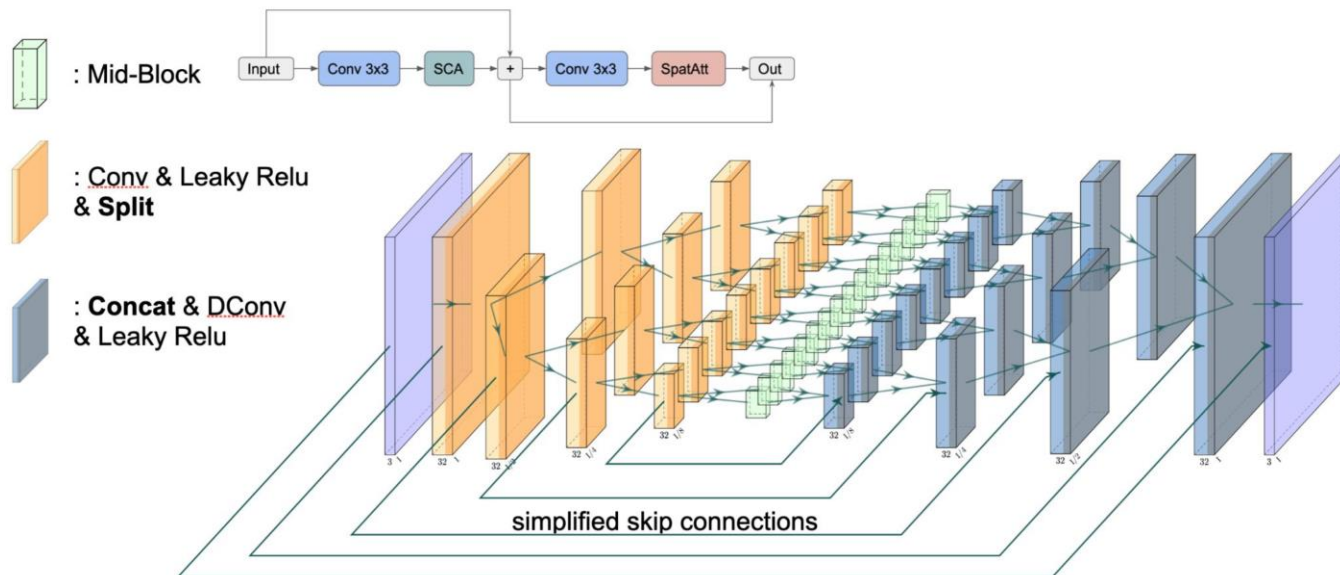 : Mid-Block
Input
Conv 3x3
SCA
+
Conv 3x3
SpatAtt
Out
: Conv & Leaky Relu
& Split
: Concat & DConv
& Leaky Relu
3 1
32 1
32 1/2
32 1/4
32 1/8
32 1/8
32 1/4
32 1/2
32 1
3 1
simplified skip connections